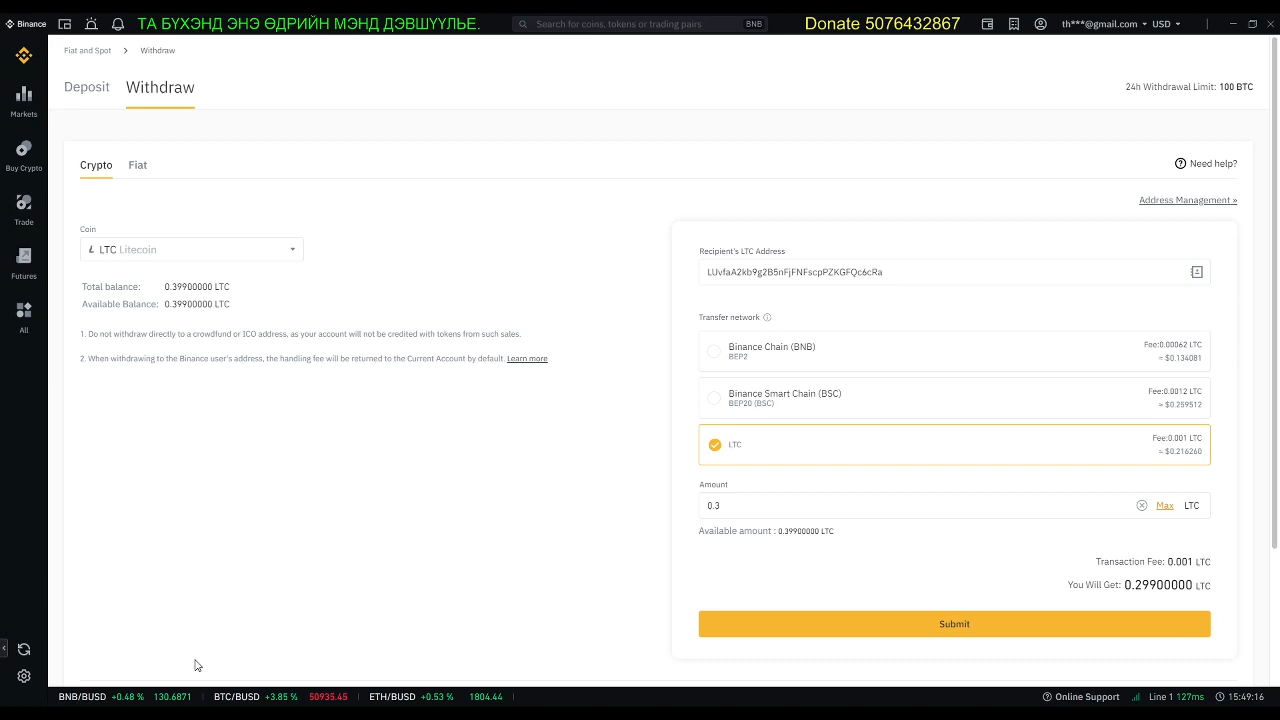 Binance
ТА БҮХЭНД ЭНЭ ӨДРИЙН МЭНД ДЭВШҮҮЛЬЕ.
Search for coins, tokens or trading pairs
BNB
Donate 5076432867
th***@gmail.com
USD
Markets
Buy Crypto
Trade
Futures
All
Fiat and Spot
Withdraw
Deposit
Withdraw
24h Withdrawal Limit: 100 BTC
Crypto
Fiat
Need help?
Address Management »
Coin
LTC Litecoin
Total balance: 0.39900000 LTC
Available Balance: 0.39900000 LTC
1. Do not withdraw directly to a crowdfund or ICO address, as your account will not be credited with tokens from such sales.
2. When withdrawing to the Binance user's address, the handling fee will be returned to the Current Account by default. Learn more
Recipient's LTC Address
LUvfaA2kb9g2B5nFjFNFscpPZKGFQc6cRa
Transfer network
Binance Chain (BNB)
BEP2
Fee:0.00062 LTC
≈ $0.134081
Binance Smart Chain (BSC)
BEP20 (BSC)
Fee:0.0012 LTC
≈ $0.259512
LTC
Fee:0.001 LTC
≈ $0.216260
Amount
0.3
Max
LTC
Available amount : 0.39900000 LTC
Transaction Fee: 0.001 LTC
You Will Get: 0.29900000 LTC
Submit
BNB/BUSD +0.48 % 130.6871
BTC/BUSD +3.85 % 50935.45
ETH/BUSD +0.53 % 1804.44
Online Support
Line 1 127ms
15:49:16